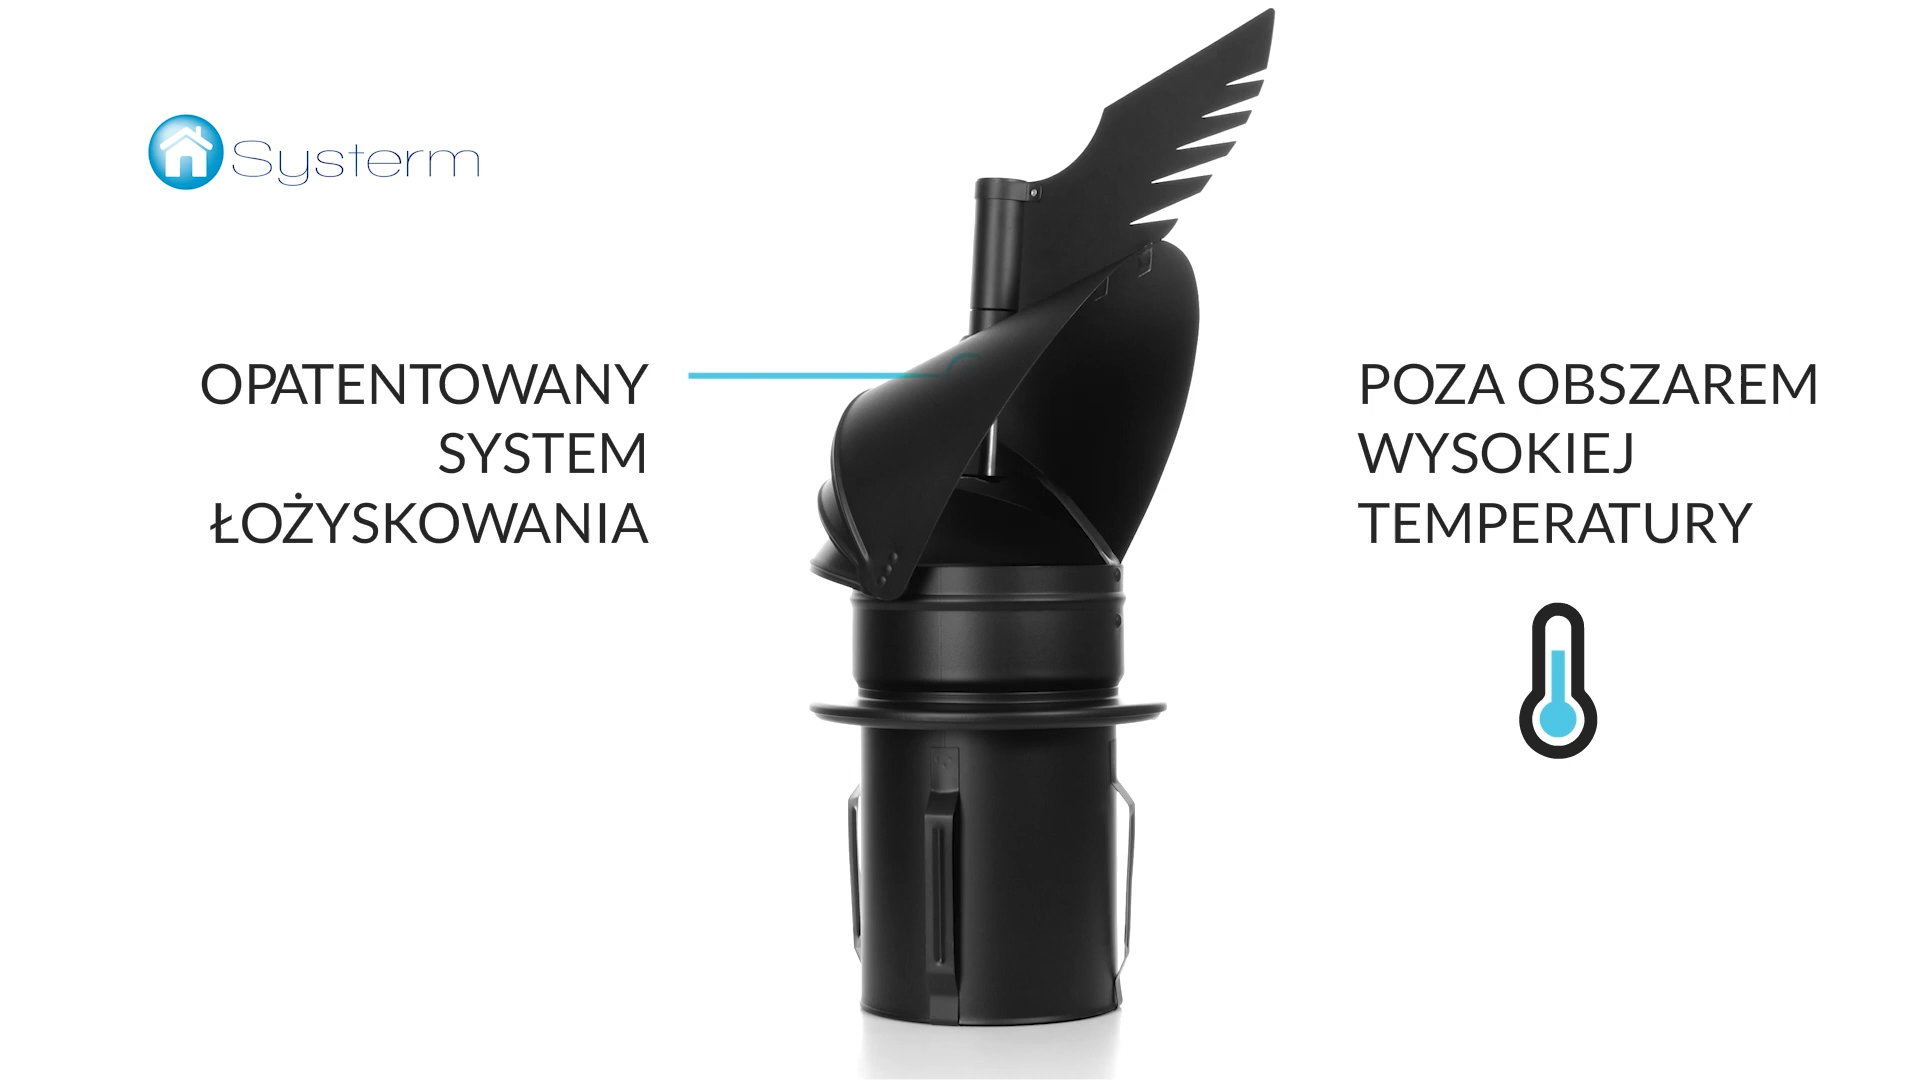 Systerm
OPATENTOWANY
SYSTEM
ŁOŻYSKOWANIA
POZA OBSZAREM
WYSOKIEJ
TEMPERATURY